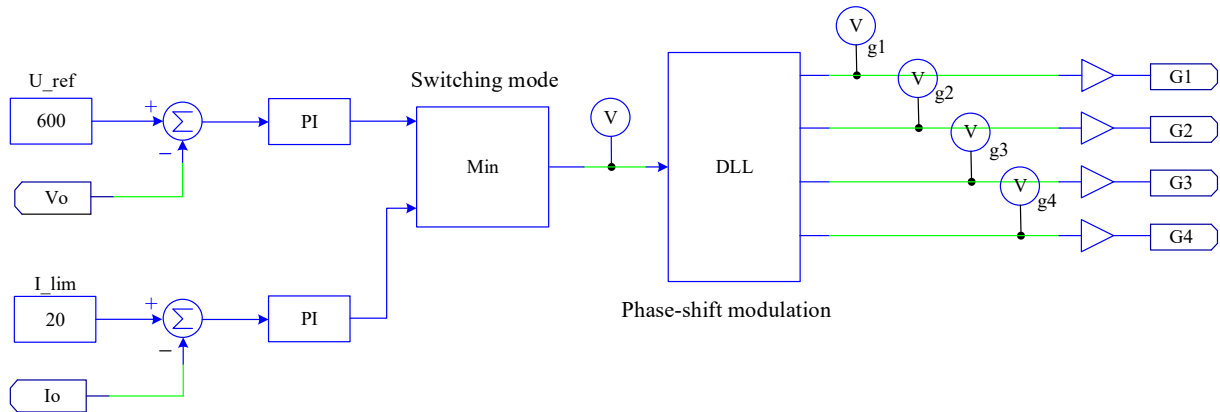 V
g1
U_ref
Switching mode
V
g2
G1
+
600
Σ
PI
V
V
g3
G2
−
Min
DLL
Vo
V
g4
G3
G4
I_lim
+
20
Σ
PI
Phase-shift modulation
−
Io